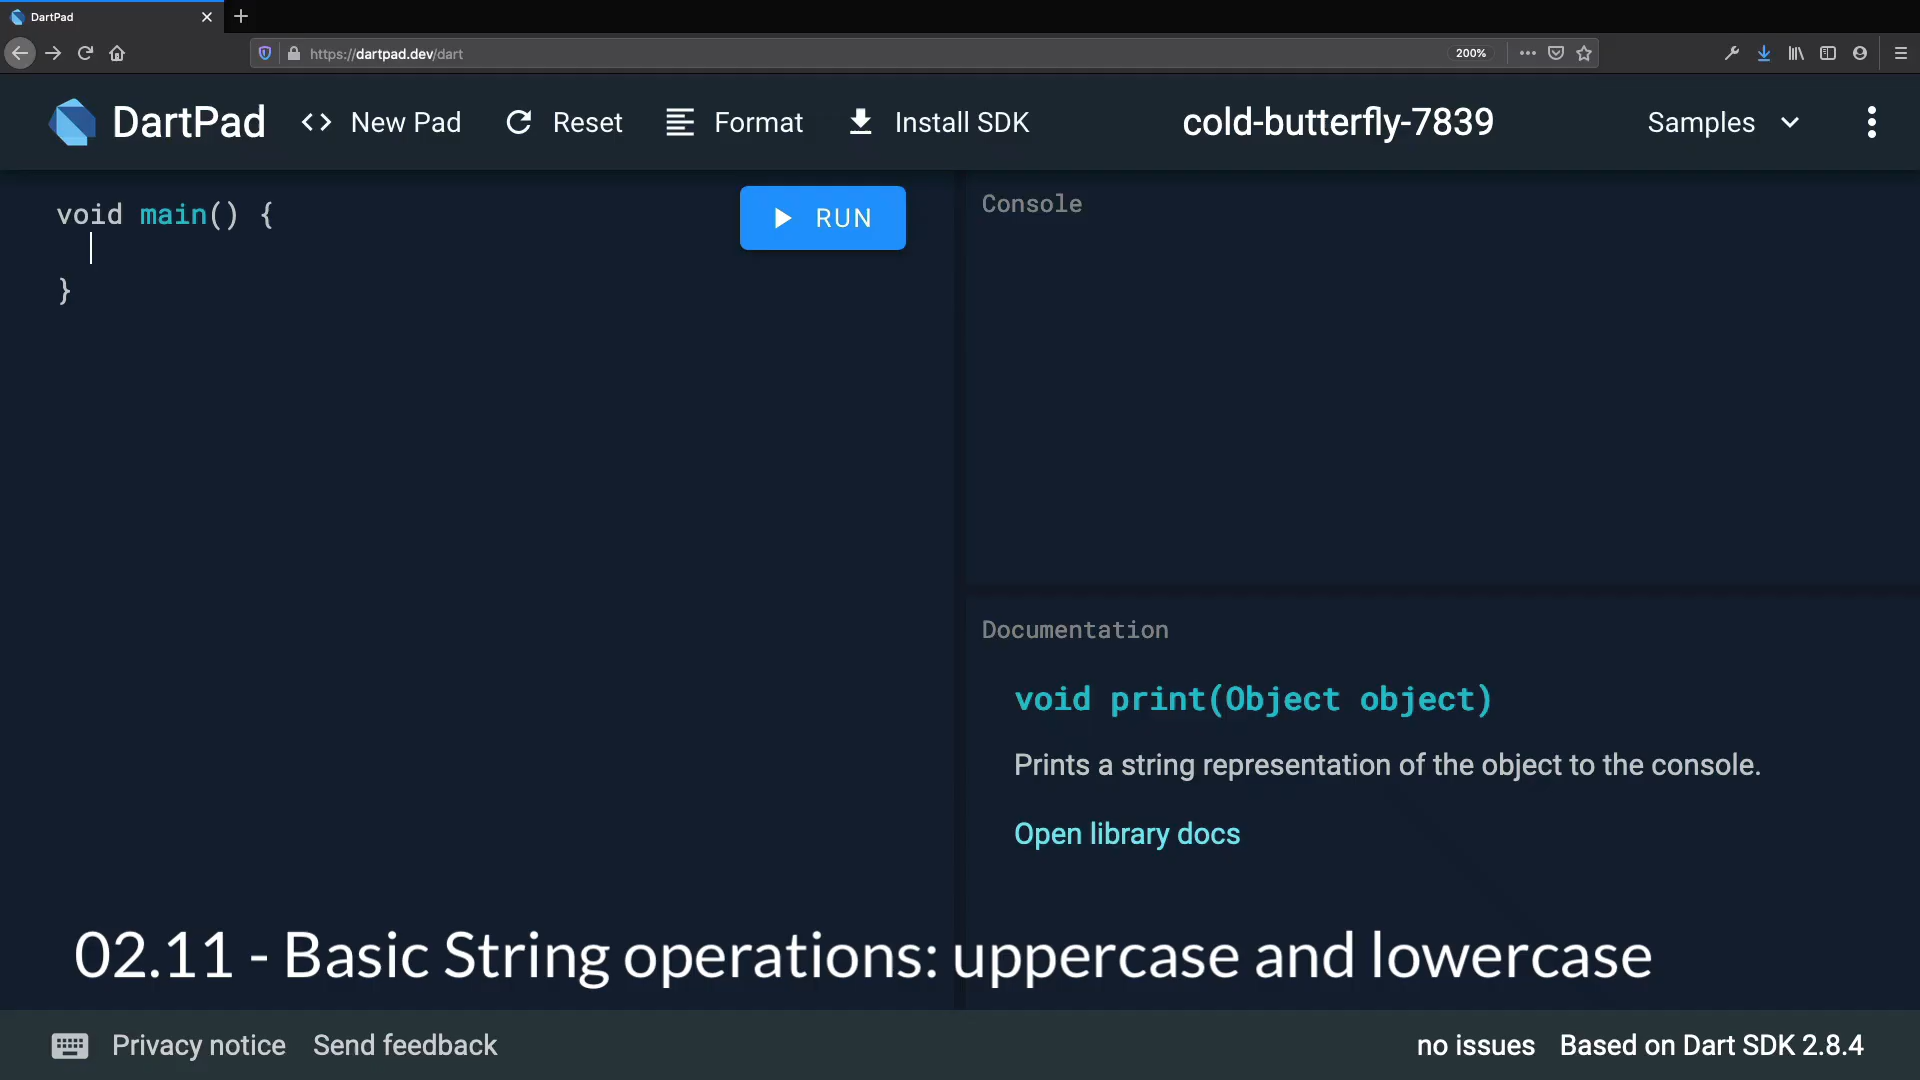 DartPad
https://dartpad.dev/dart
200%
DartPad
New Pad
Reset
Format
Install SDK
cold-butterfly-7839
Samples
void main() {
}
RUN
Console
Documentation
void print(Object object)
Prints a string representation of the object to the console.
Open library docs
02.11 - Basic String operations: uppercase and lowercase
Privacy notice
Send feedback
no issues
Based on Dart SDK 2.8.4